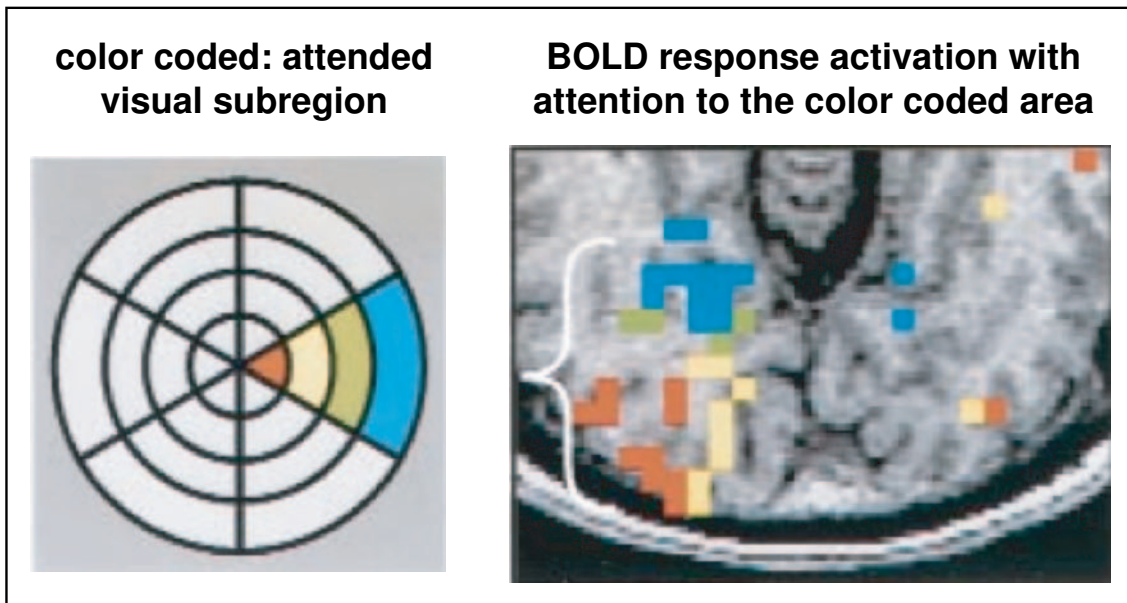 color coded: attended
visual subregion
BOLD response activation with
attention to the color coded area